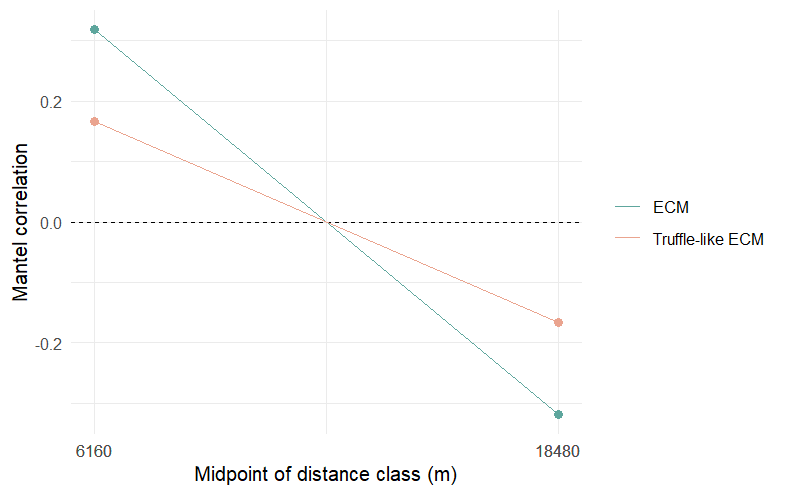 Mantel correlation
0.2
0.0
-0.2
6160
18480
Midpoint of distance class (m)
ECM
Truffle-like ECM